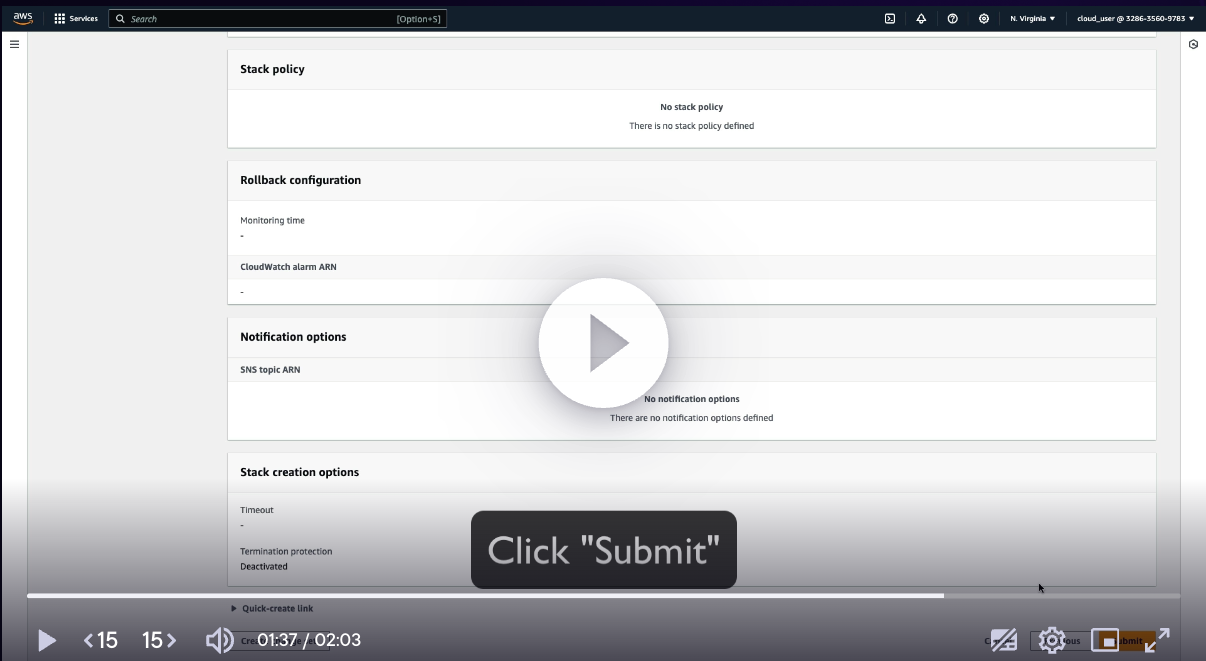 aws
Services
Search
[Option+S]
N. Virginia
cloud_user @ 3286-3560-9783
Stack policy
No stack policy
There is no stack policy defined
Rollback configuration
Monitoring time
-
CloudWatch alarm ARN
-
Notification options
SNS topic ARN
No notification options
There are no notification options defined
Stack creation options
Timeout
-
Termination protection
Deactivated
Click "Submit"
Quick-create link
15
15
01:37 / 02:03